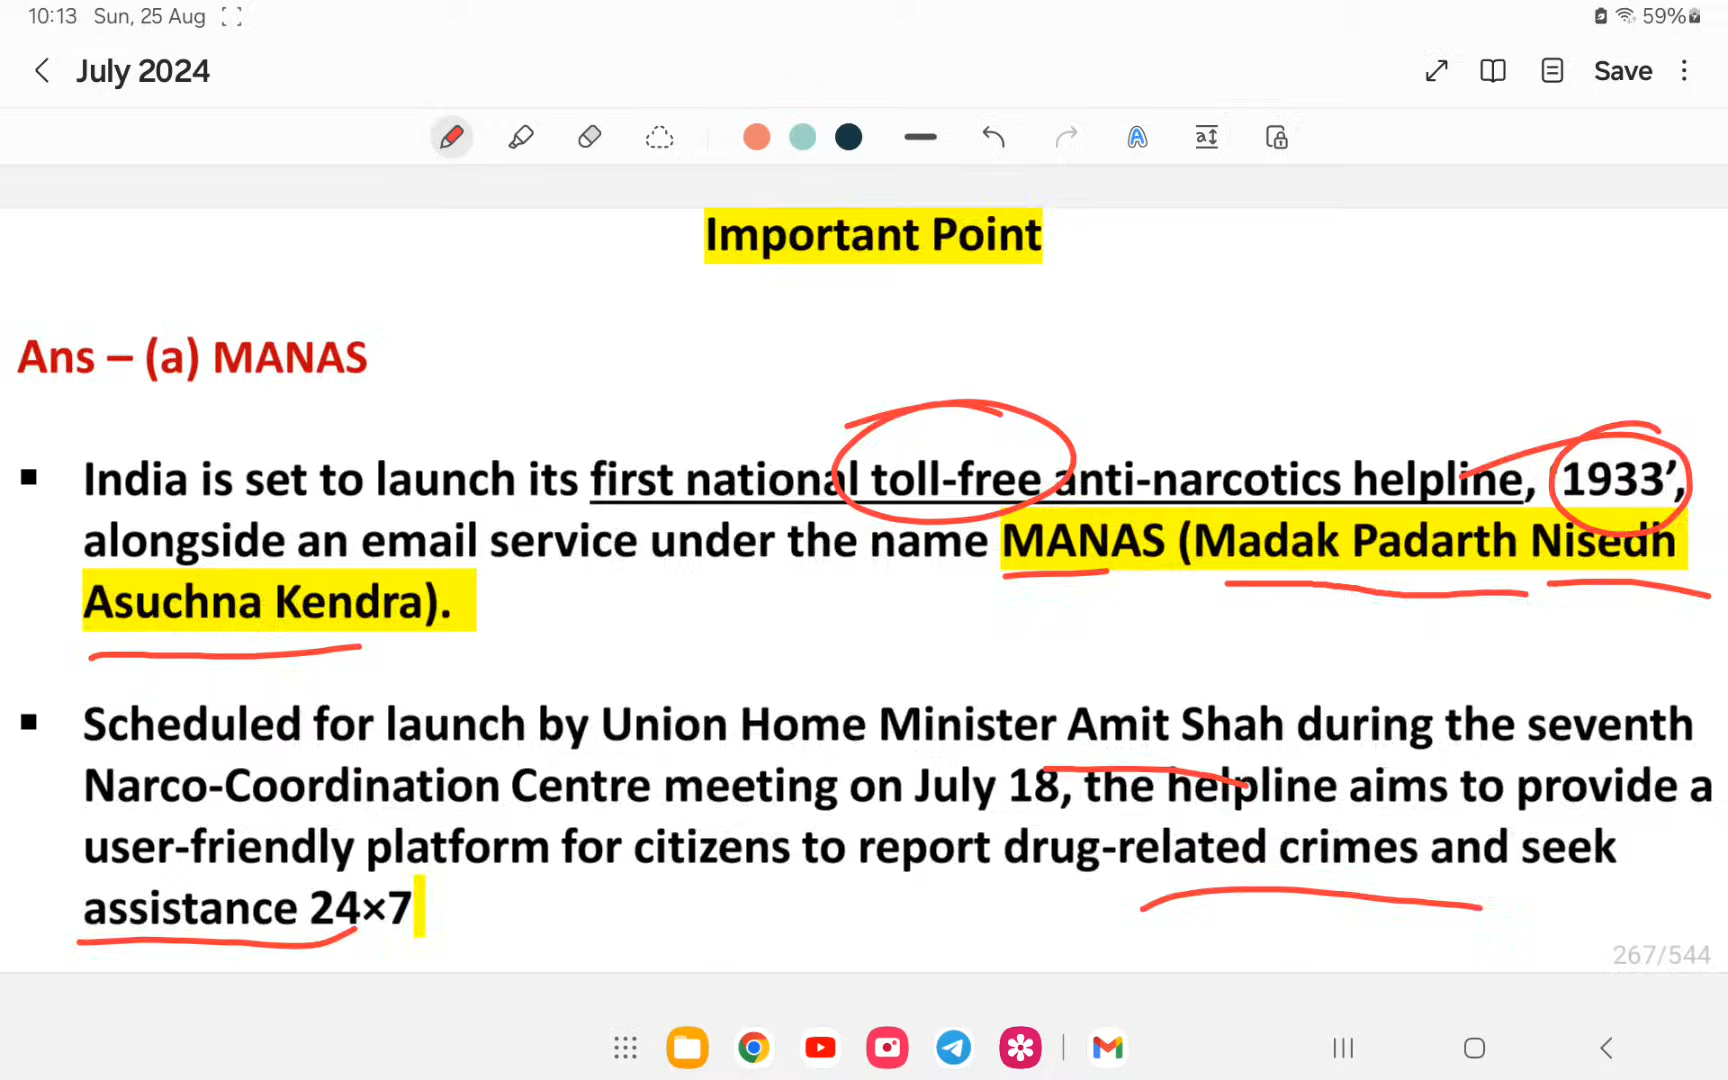 10:13 Sun, 25 Aug 59%
July 2024 Save
Important Point
Ans – (a) MANAS
▪ India is set to launch its first national toll-free anti-narcotics helpline, 1933’,
alongside an email service under the name MANAS (Madak Padarth Nisedh
Asuchna Kendra).
▪ Scheduled for launch by Union Home Minister Amit Shah during the seventh
Narco-Coordination Centre meeting on July 18, the helpline aims to provide a
user-friendly platform for citizens to report drug-related crimes and seek
assistance 24×7
267/544